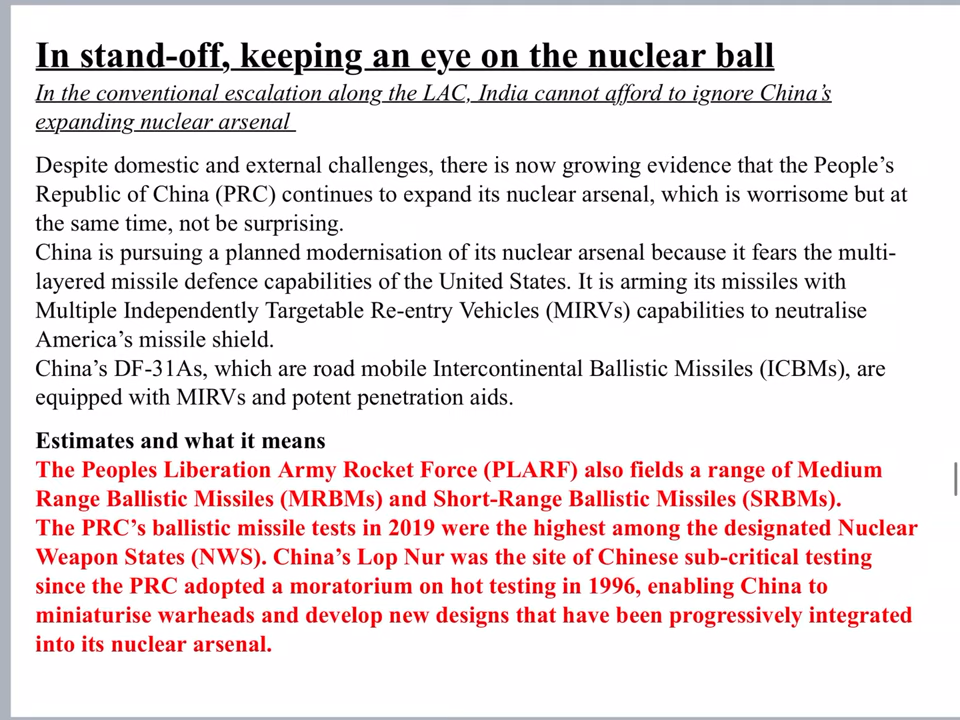 In stand-off, keeping an eye on the nuclear ball
In the conventional escalation along the LAC, India cannot afford to ignore China’s
expanding nuclear arsenal
Despite domestic and external challenges, there is now growing evidence that the People’s
Republic of China (PRC) continues to expand its nuclear arsenal, which is worrisome but at
the same time, not be surprising.
China is pursuing a planned modernisation of its nuclear arsenal because it fears the multi-
layered missile defence capabilities of the United States. It is arming its missiles with
Multiple Independently Targetable Re-entry Vehicles (MIRVs) capabilities to neutralise
America’s missile shield.
China’s DF-31As, which are road mobile Intercontinental Ballistic Missiles (ICBMs), are
equipped with MIRVs and potent penetration aids.
Estimates and what it means
The Peoples Liberation Army Rocket Force (PLARF) also fields a range of Medium
Range Ballistic Missiles (MRBMs) and Short-Range Ballistic Missiles (SRBMs).
The PRC’s ballistic missile tests in 2019 were the highest among the designated Nuclear
Weapon States (NWS). China’s Lop Nur was the site of Chinese sub-critical testing
since the PRC adopted a moratorium on hot testing in 1996, enabling China to
miniaturise warheads and develop new designs that have been progressively integrated
into its nuclear arsenal.